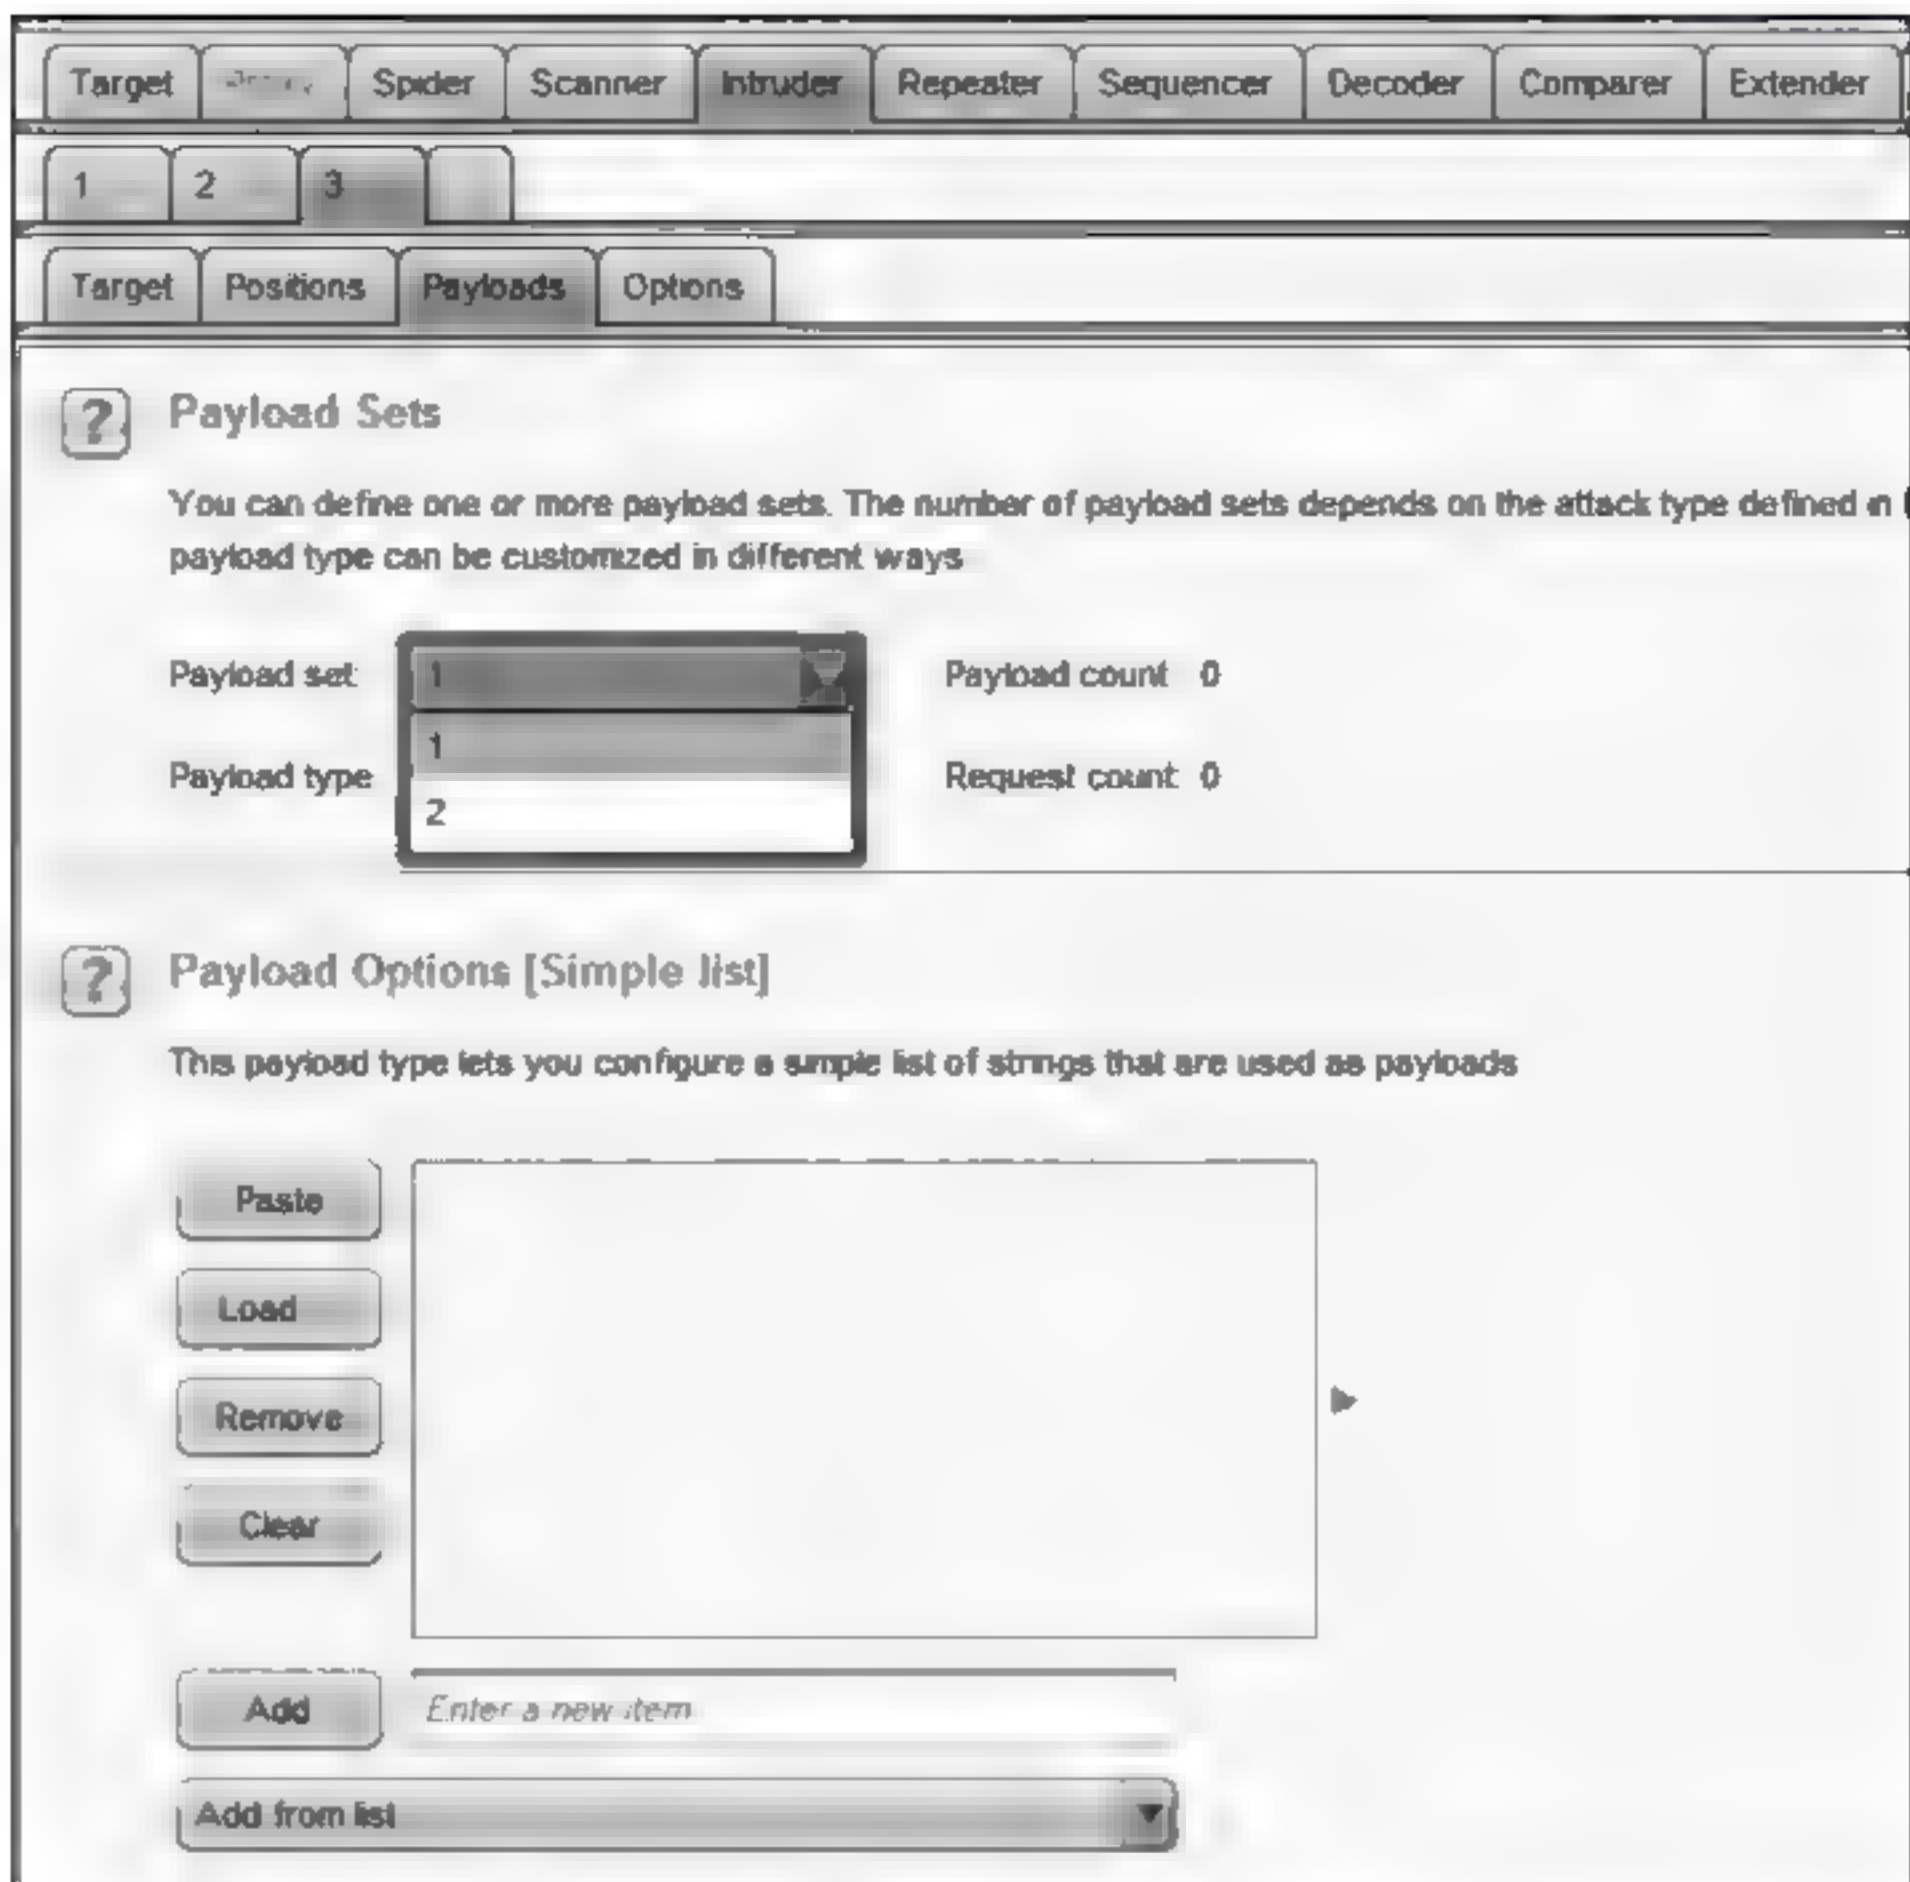 Target Spider Scanner Intruder Repeater Sequencer Decoder Comparer Extender
1 2 3
Target Positions Payloads Options
? Payload Sets
You can define one or more payload sets. The number of payload sets depends on the attack type defined in
payload type can be customized in different ways
Payload set: 1 Payload count 0
1
Payload type Request count: 0
2
? Payload Options [Simple list]
This payload type lets you configure a simple list of strings that are used as payloads
Paste
Load
Remove
Clear
Add Enter a new item
Add from list